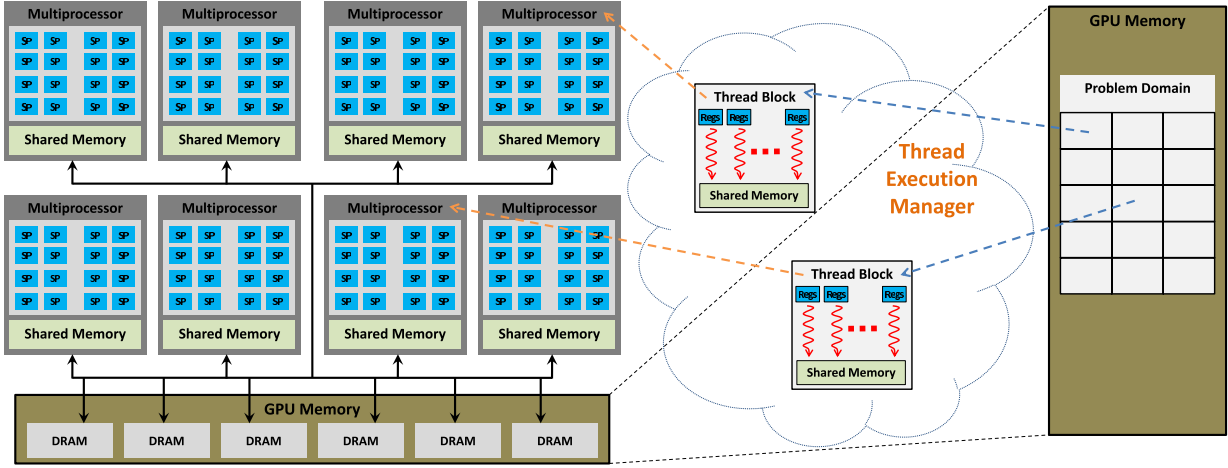 Multiprocessor Multiprocessor Multiprocessor Multiprocessor
SP SP SP SP SP SP SP SP SP SP SP SP SP SP SP SP
SP SP SP SP SP SP SP SP SP SP SP SP SP SP SP SP
SP SP SP SP SP SP SP SP SP SP SP SP SP SP SP SP
SP SP SP SP SP SP SP SP SP SP SP SP SP SP SP SP
Shared Memory Shared Memory Shared Memory Shared Memory
Multiprocessor Multiprocessor Multiprocessor Multiprocessor
SP SP SP SP SP SP SP SP SP SP SP SP SP SP SP SP
SP SP SP SP SP SP SP SP SP SP SP SP SP SP SP SP
SP SP SP SP SP SP SP SP SP SP SP SP SP SP SP SP
SP SP SP SP SP SP SP SP SP SP SP SP SP SP SP SP
Shared Memory Shared Memory Shared Memory Shared Memory
GPU Memory
DRAM DRAM DRAM DRAM DRAM DRAM
Thread Block
Regs Regs Regs
Shared Memory
Thread
Execution
Manager
Thread Block
Regs Regs Regs
Shared Memory
GPU Memory
Problem Domain